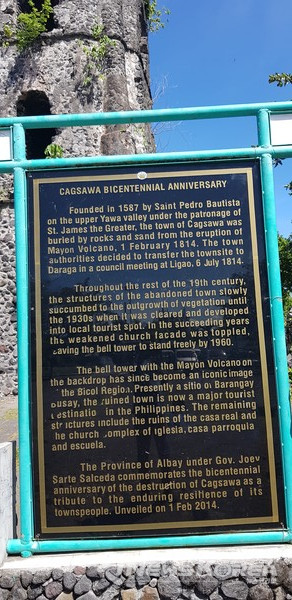 CAGSAWA BICENTENNIAL ANNIVERSARY
Founded in 1587 by Saint Pedro Bautista
on the upper Yawa valley under the patronage of
St. James the Greater, the town of Cagsawa was
buried by rocks and sand from the eruption of
Mayon Volcano, 1 February 1814. The town
authorities decided to transfer the townsite to
Daraga in a council meeting at Ligao, 6 July 1814.
Throughout the rest of the 19th century,
the structures of the abandoned town slowly
succumbed to the outgrowth of vegetation until
the 1930s when it was cleared and developed
into local tourist spot. In the succeeding years
the weakened church facade was toppled,
eaving the bell tower to stand freely by 1960.
The bell tower with the Mayon Volcano on
the backdrop has since become an iconic image
the Bicol Region. Presently a sitio of Barangay
Busay, the ruined town is now a major tourist
estinatio in the Philippines. The remaining
structures include the ruins of the casa real and
he church complex of iglesia, casa parroquia
and escuela.
The Province of Albay under Gov. Joey
Sarte Salceda commemorates the bicentennial
anniversary of the destruction of Cagsawa as a
tribute to the enduring resilience of its
townspeople. Unveiled on 1 Feb 2014.